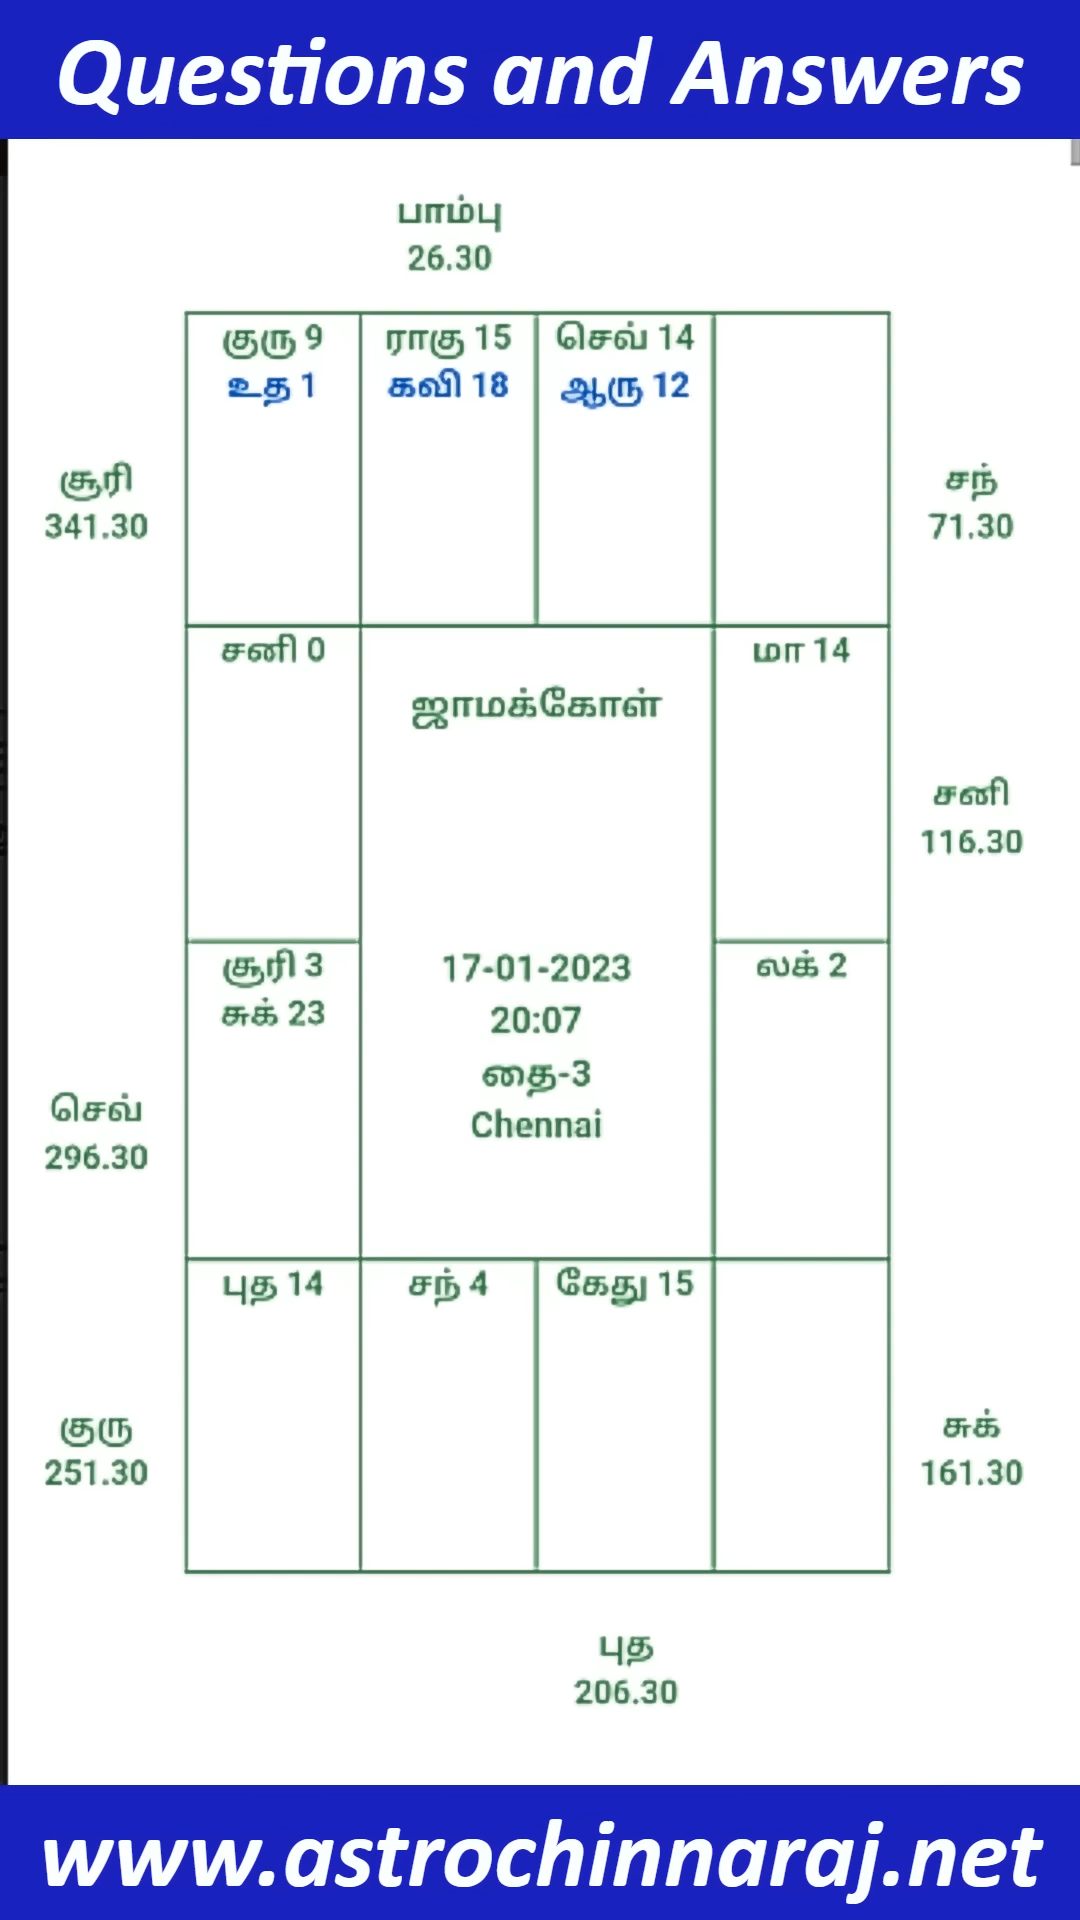 Questions and Answers
பாம்பு
26.30
குரு 9
உத 1
ராகு 15
கவி 18
செவ் 14
ஆரு 12
சூரி
341.30
சந்
71.30
சனி 0
மா 14
ஜாமக்கோள்
சனி
116.30
சூரி 3
சுக் 23
17-01-2023
20:07
தை-3
Chennai
லக் 2
செவ்
296.30
புத 14
சந் 4
கேது 15
குரு
251.30
சுக்
161.30
புத
206.30
www.astrochinnaraj.net